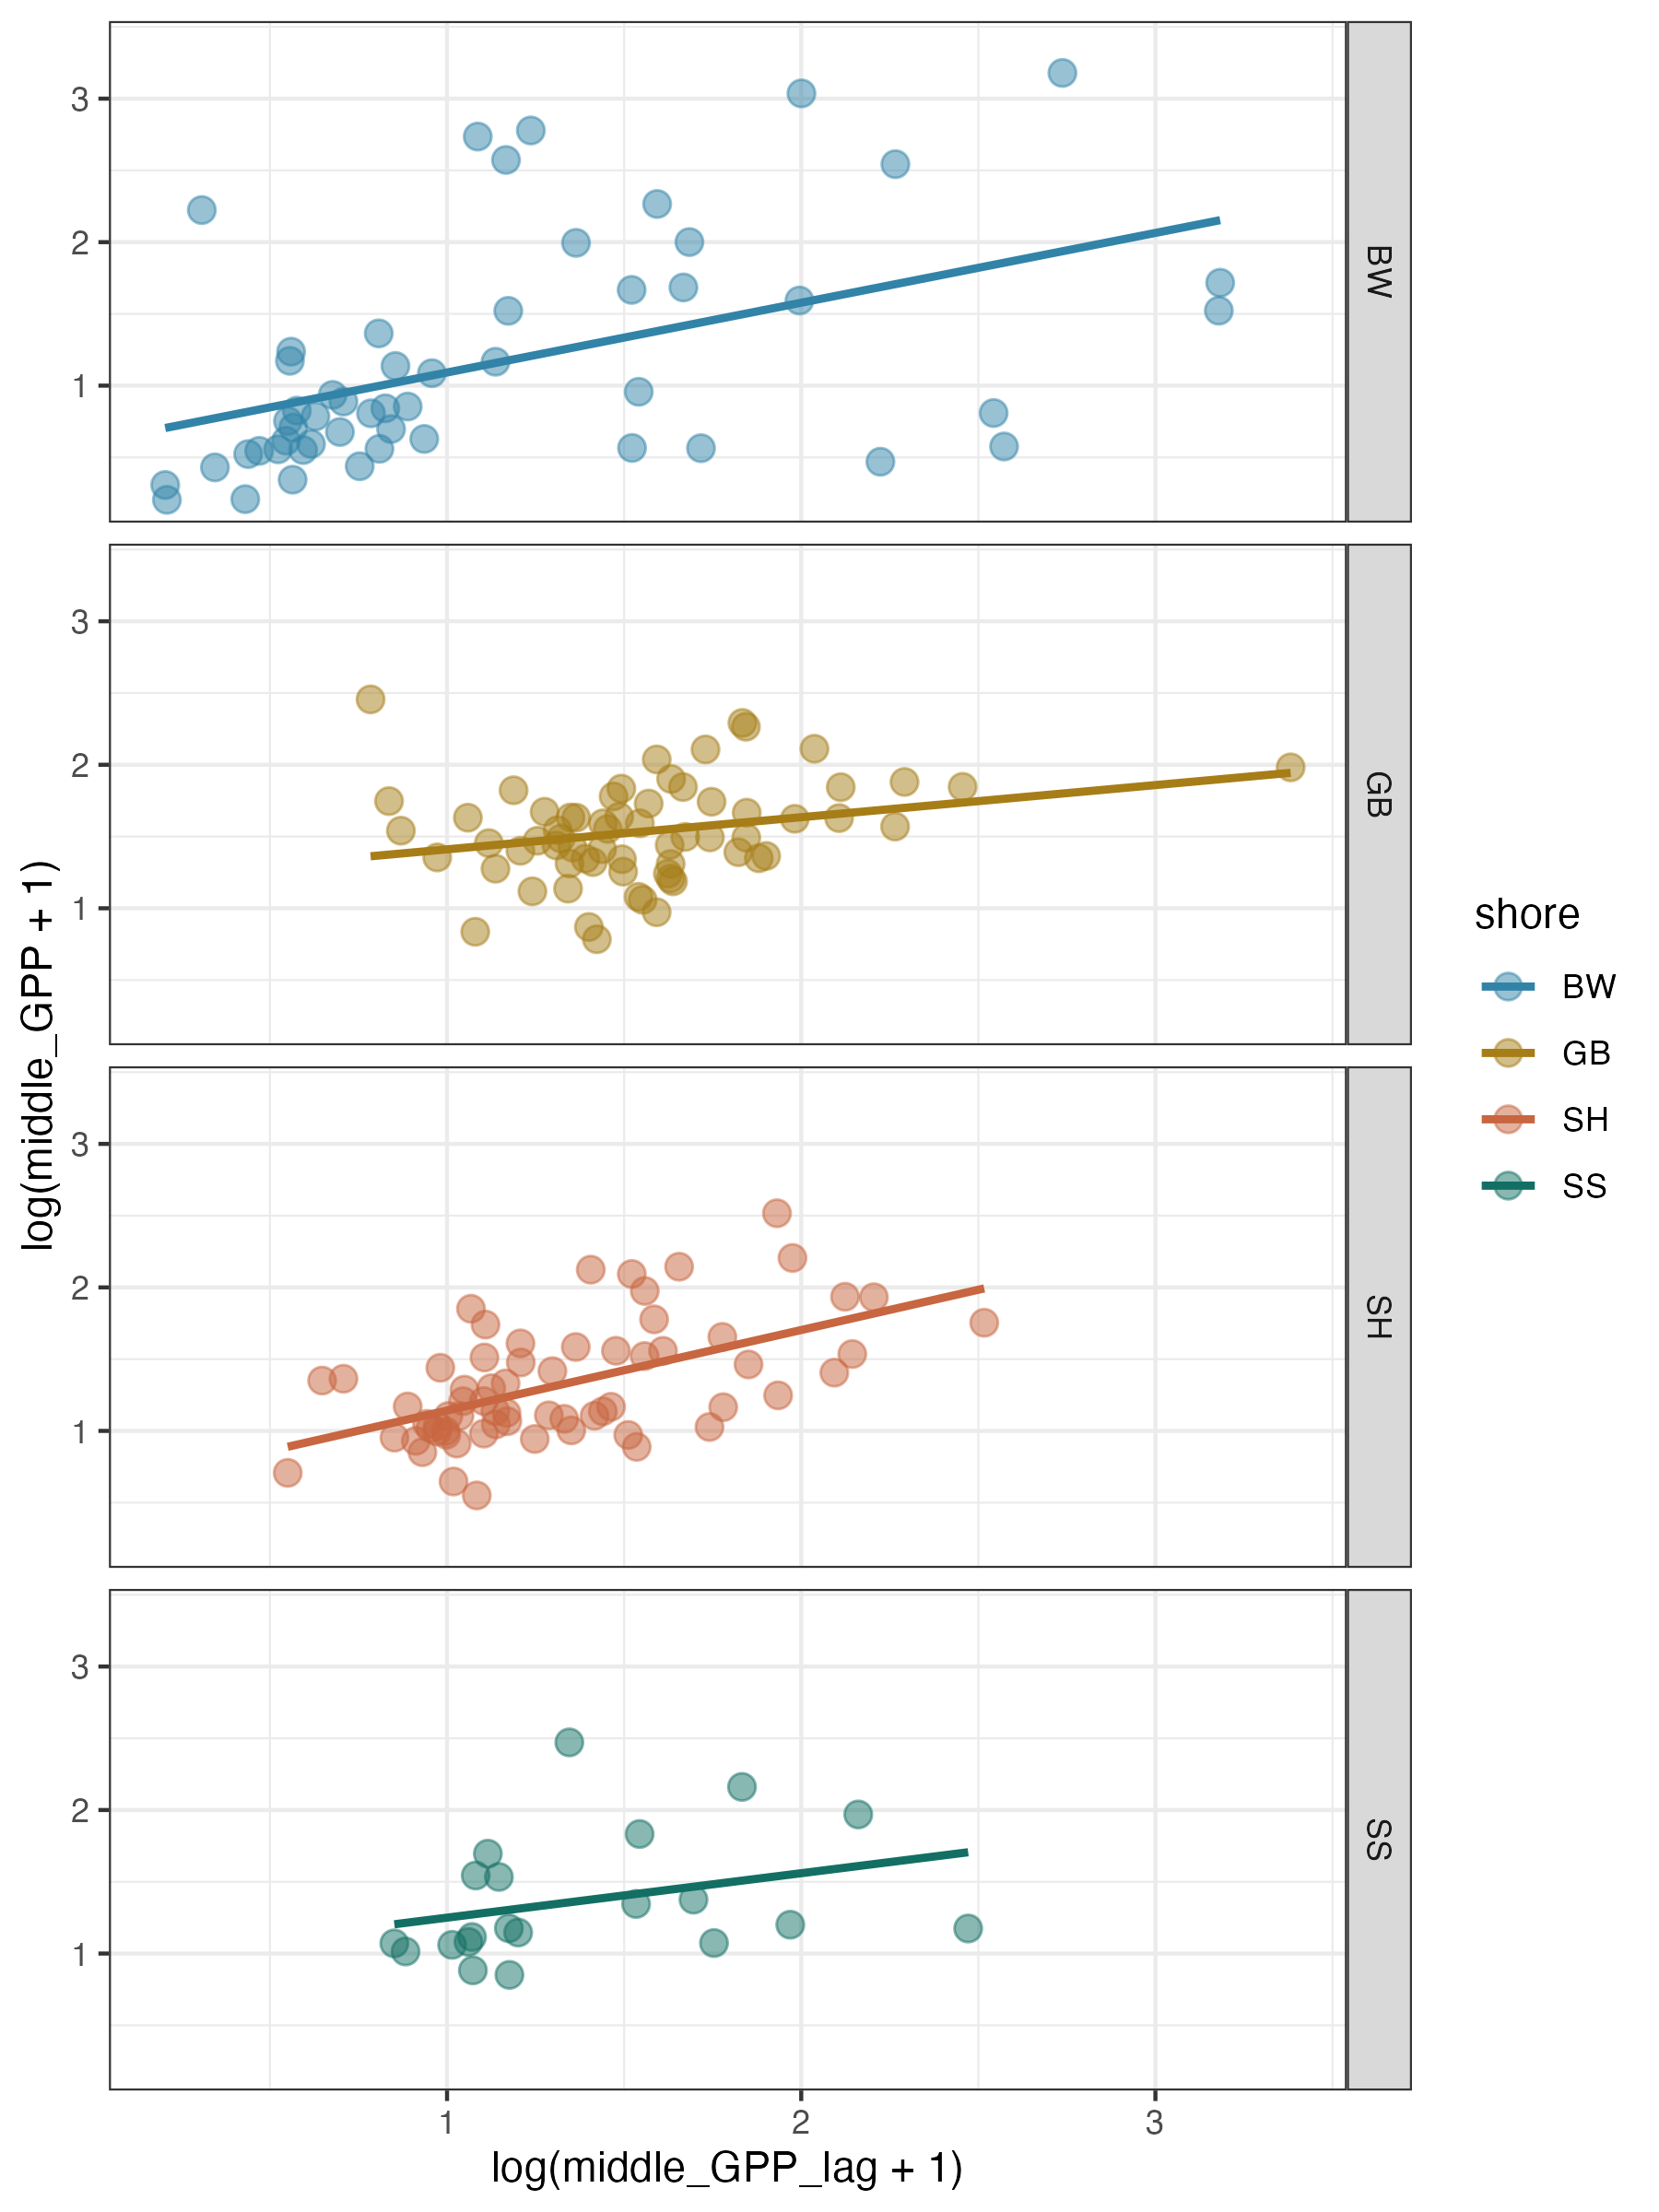 log(middle_GPP + 1)
3
2
1
BW
3
2
1
GB
3
2
1
SH
3
2
1
SS
1 2 3
log(middle_GPP_lag + 1)
shore
BW
GB
SH
SS